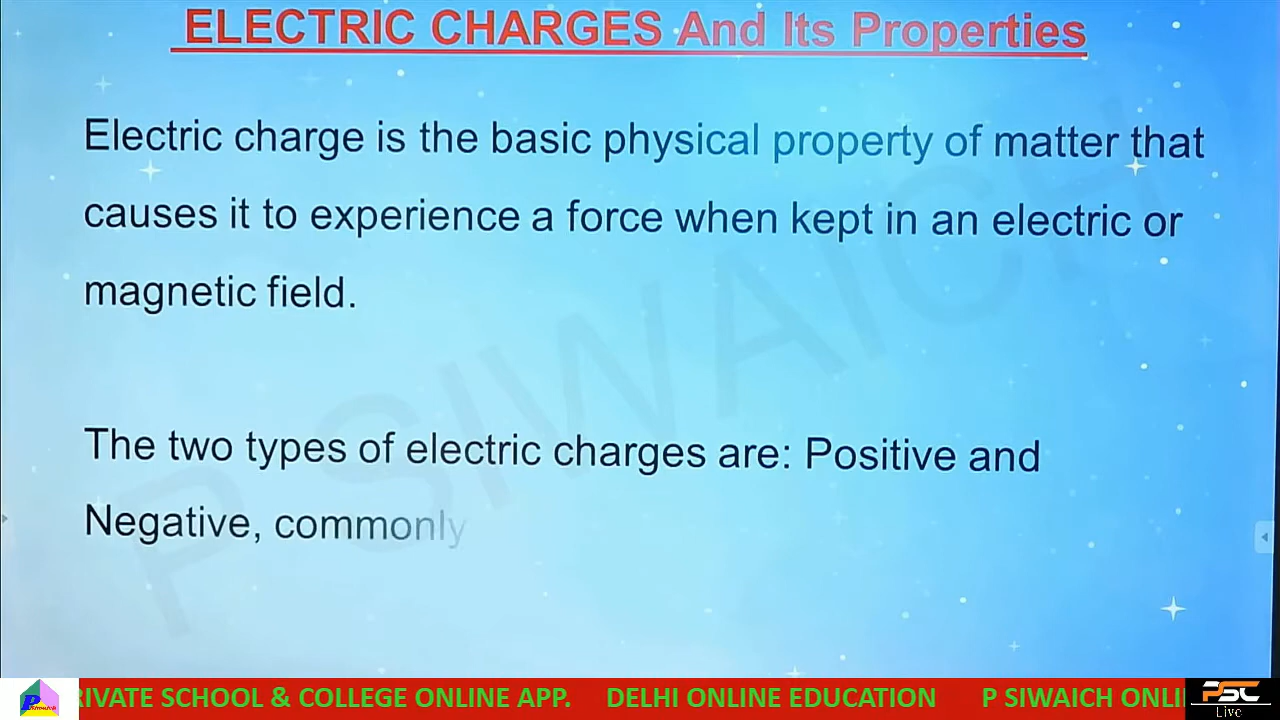 ELECTRIC CHARGES And Its Properties
Electric charge is the basic physical property of matter that
causes it to experience a force when kept in an electric or
magnetic field.
The two types of electric charges are: Positive and
Negative, commonly
P SIWAICH
RIVATE SCHOOL & COLLEGE ONLINE APP. DELHI ONLINE EDUCATION P SIWAICH ONLI
PSC
Live